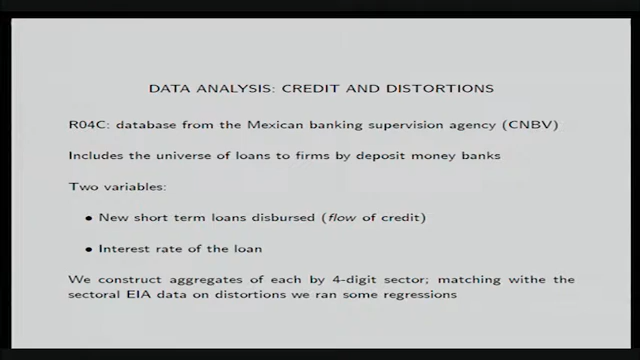 DATA ANALYSIS: CREDIT AND DISTORTIONS
R04C: database from the Mexican banking supervision agency (CNBV)
Includes the universe of loans to firms by deposit money banks
Two variables:
• New short term loans disbursed (flow of credit)
• Interest rate of the loan
We construct aggregates of each by 4-digit sector; matching withe the
sectoral EIA data on distortions we ran some regressions